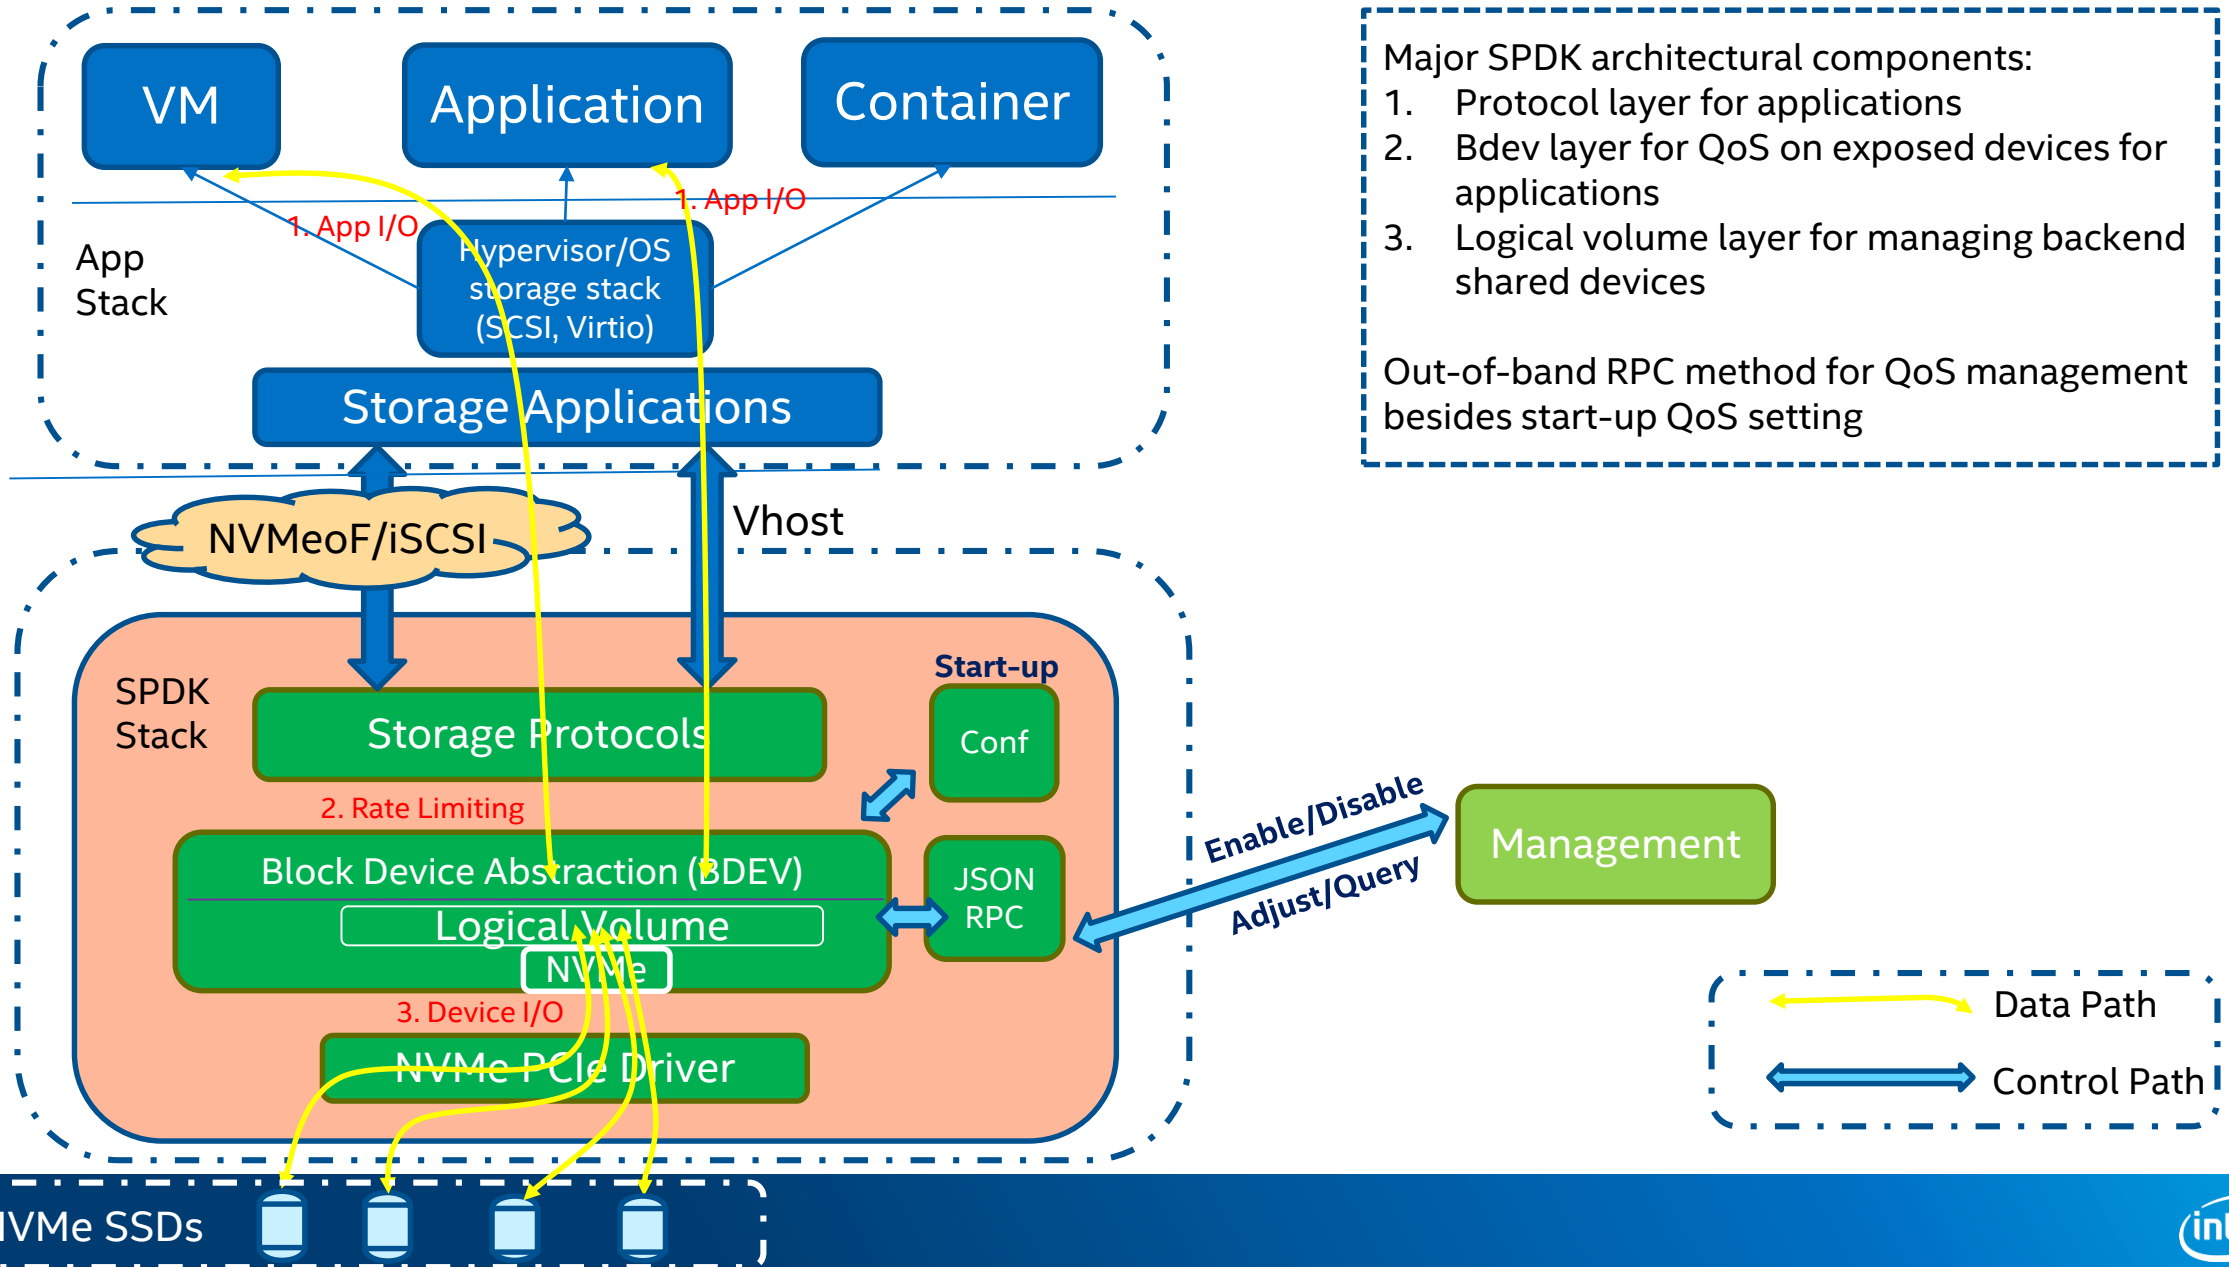 VM
Application
Container
1. App I/O
1. App I/O
App
Stack
Hypervisor/OS
storage stack
(SCSI, Virtio)
Storage Applications
NVMeoF/iSCSI
Vhost
SPDK
Stack
Storage Protocols
Start-up
Conf
2. Rate Limiting
Block Device Abstraction (BDEV)
Logical Volume
NVMe
JSON
RPC
3. Device I/O
NVMe PCIe Driver
Enable/Disable
Adjust/Query
Management
Major SPDK architectural components:
1. Protocol layer for applications
2. Bdev layer for QoS on exposed devices for
applications
3. Logical volume layer for managing backend
shared devices
Out-of-band RPC method for QoS management
besides start-up QoS setting
Data Path
Control Path
SSDs